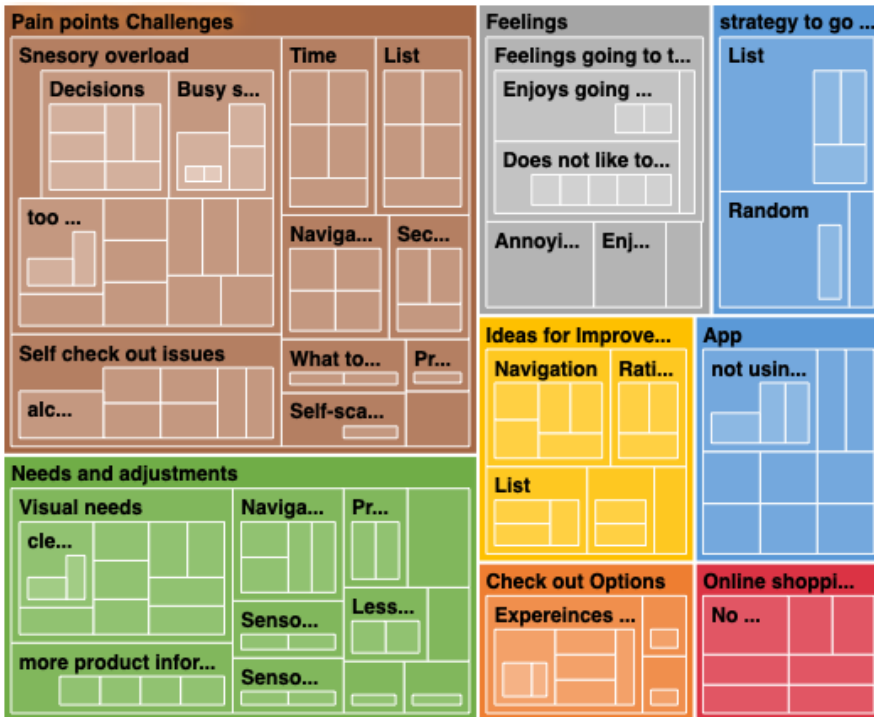 Pain points Challenges
Snesory overload
Decisions
Busy s...
too ...
Self check out issues
alc...
Time
List
Naviga...
Sec...
What to...
Pr...
Self-sca...
Feelings
Feelings going to t...
Enjoys going ...
Does not like to...
Annoyi...
Enj...
strategy to go ...
List
Random
Ideas for Improve...
Navigation
Rati...
List
App
not usin...
Needs and adjustments
Visual needs
cle...
more product infor...
Naviga...
Senso...
Senso...
Pr...
Less...
Check out Options
Expereinces ...
Online shoppi...
No ...